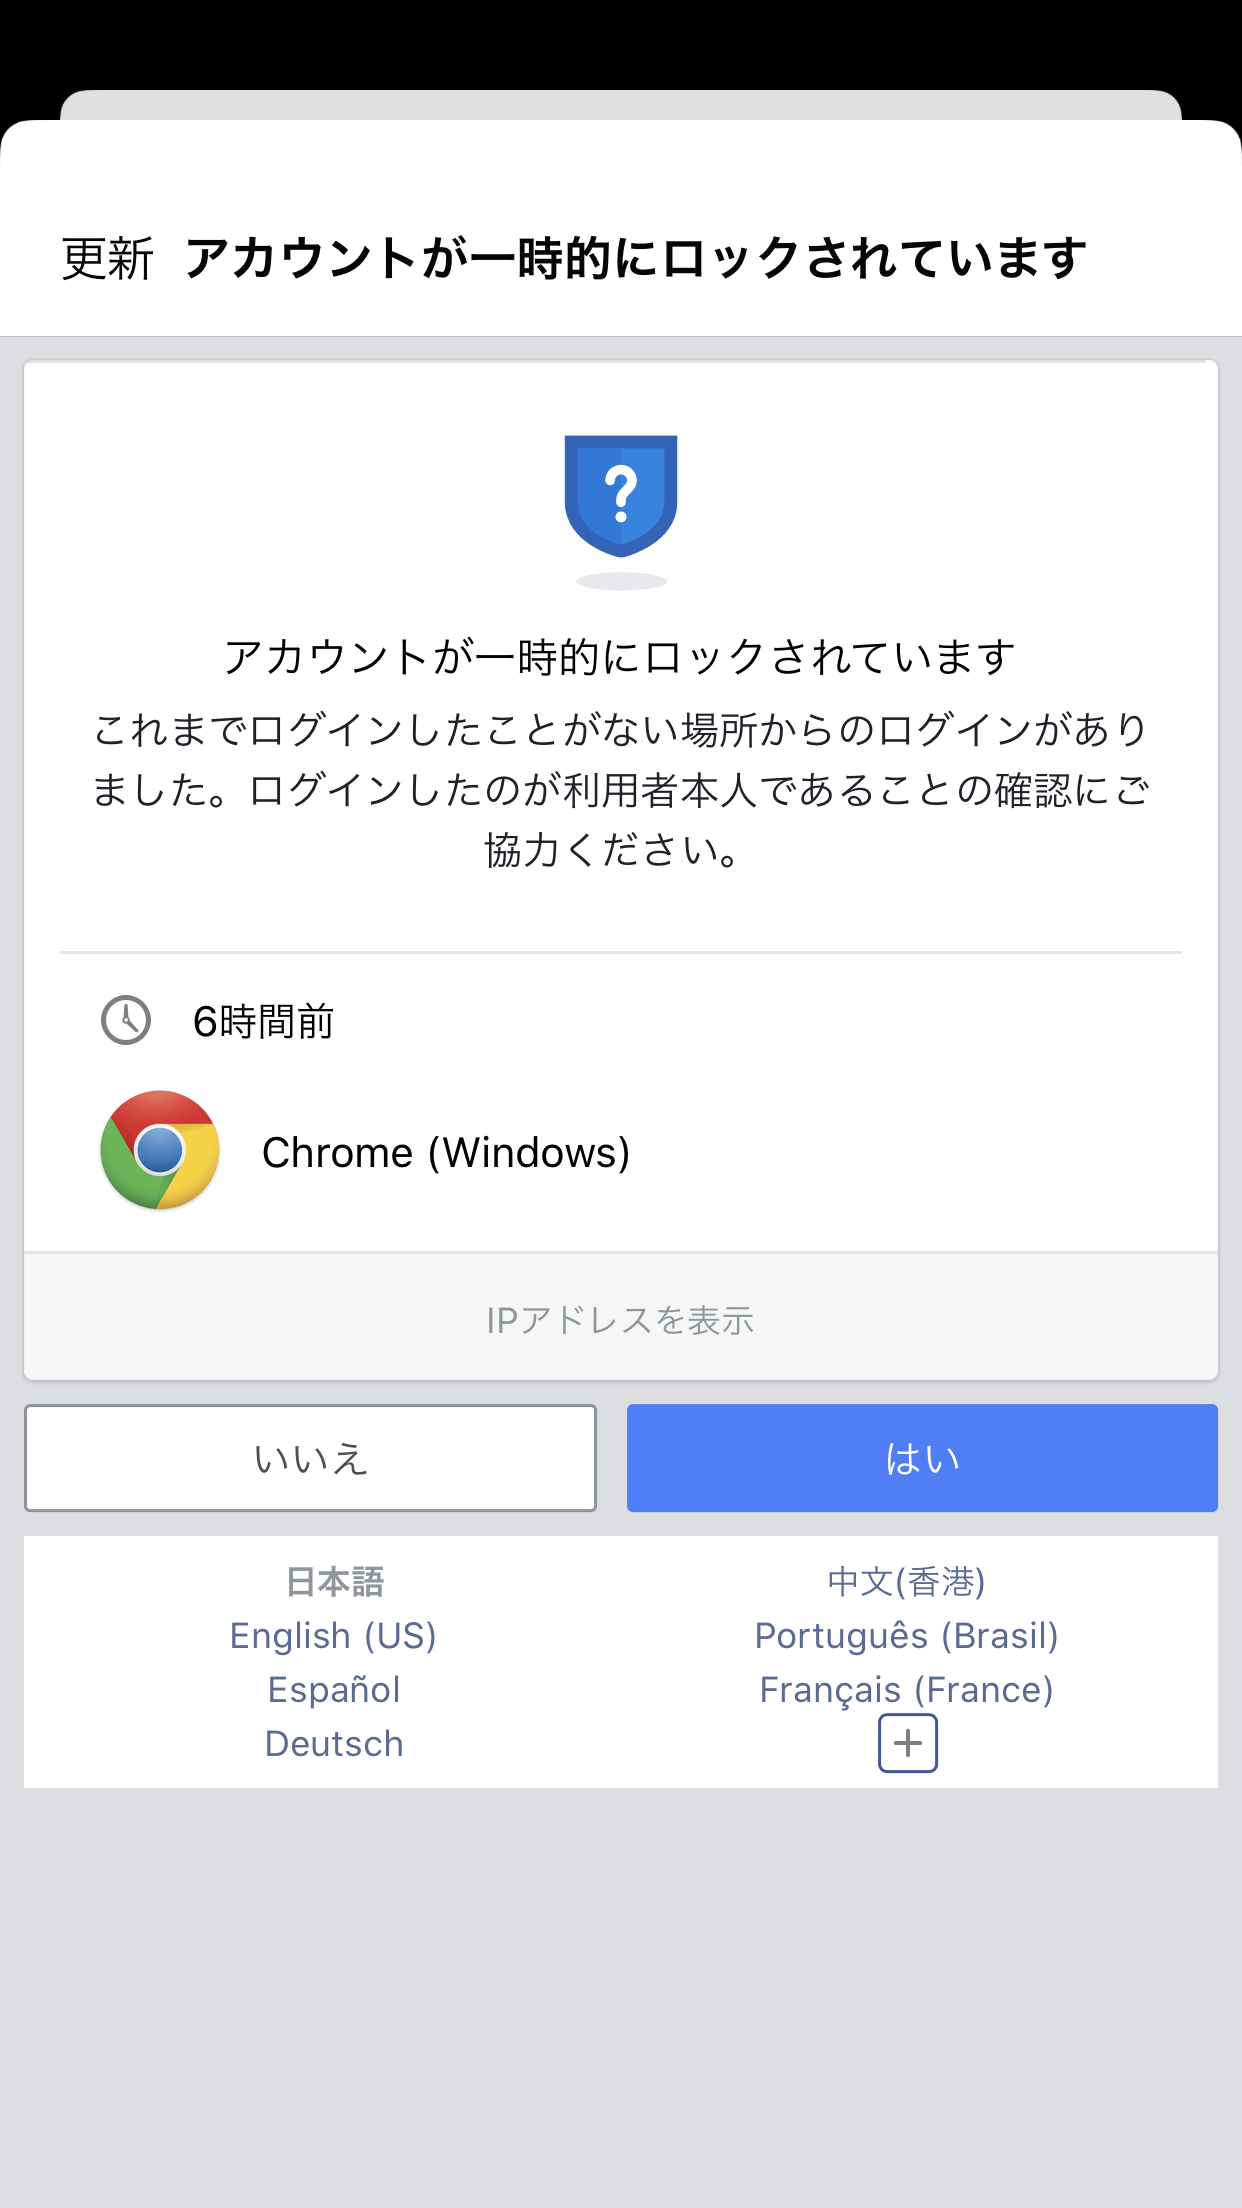 更新 アカウントが一時的にロックされています
?
アカウントが一時的にロックされています
これまでログインしたことがない場所からのログインがあり
ました。ログインしたのが利用者本人であることの確認にご
協力ください。
6時間前
Chrome (Windows)
IPアドレスを表示
いいえ はい
日本語 中文(香港)
English (US) Português (Brasil)
Español Français (France)
Deutsch